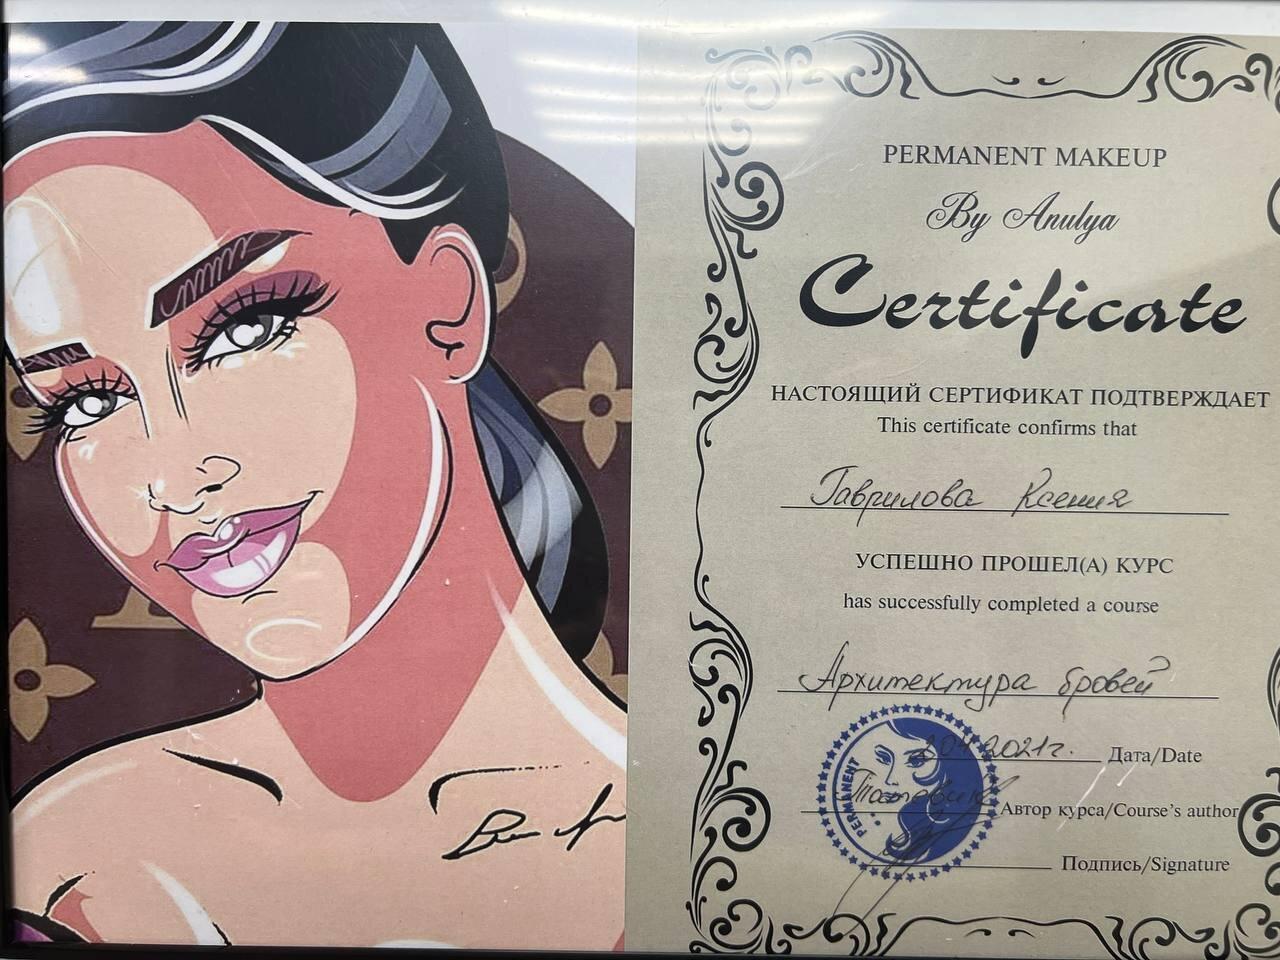 PERMANENT MAKEUP
By Anulya
Certificate
НАСТОЯЩИЙ СЕРТИФИКАТ ПОДТВЕРЖДАЕТ
This certificate confirms that
Гаврилова Ксения
УСПЕШНО ПРОШЕЛ(А) КУРС
has successfully completed a course
Архитектура бровей
2021г. Дата/Date
PERMANENT
Автор курса/Course's author
Подпись/Signature